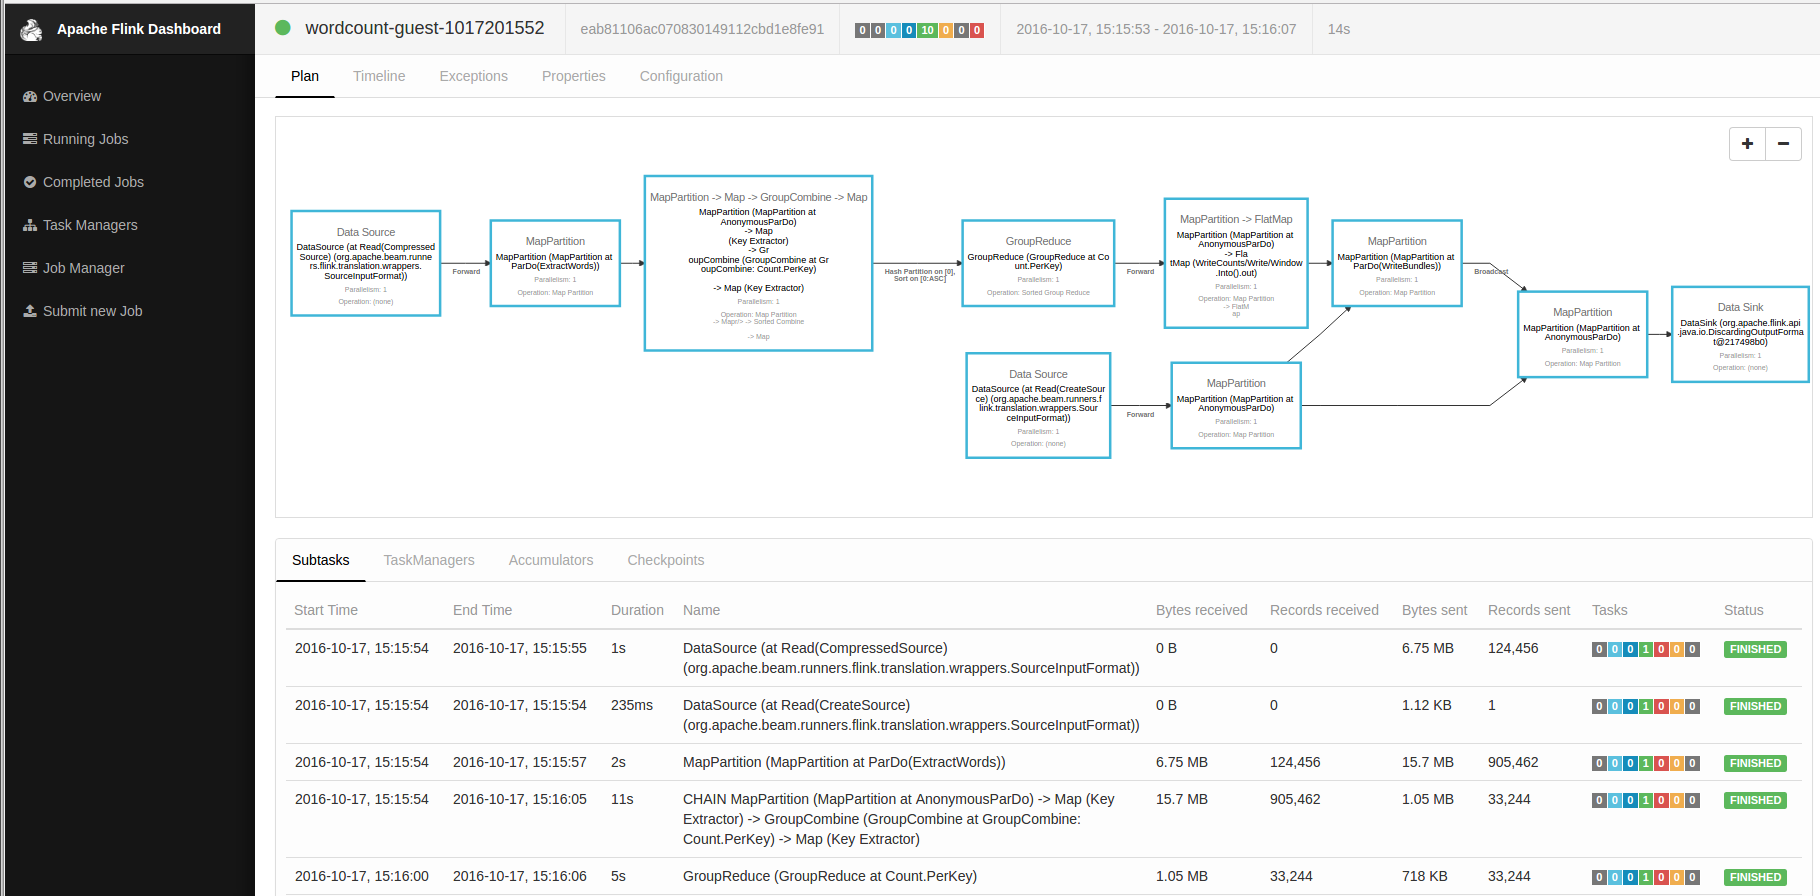 Apache Flink Dashboard
Overview
Running Jobs
Completed Jobs
Task Managers
Job Manager
Submit new Job
wordcount-guest-1017201552
eab81106ac070830149112cbd1e8fe91
0 0 0 0 10 0 0 0
2016-10-17, 15:15:53 - 2016-10-17, 15:16:07
14s
Plan Timeline Exceptions Properties Configuration
+ −
Data Source
DataSource (at Read(Compressed
Source) (org.apache.beam.runne
rs.flink.translation.wrappers.
SourceInputFormat))
Parallelism: 1
Operation: (none)
Forward
MapPartition
MapPartition (MapPartition at
ParDo(ExtractWords))
Parallelism: 1
Operation: Map Partition
MapPartition -> Map -> GroupCombine -> Map
MapPartition (MapPartition at
AnonymousParDo)
-> Map
(Key Extractor)
-> Gr
oupCombine (GroupCombine at Gr
oupCombine: Count.PerKey)
-> Map (Key Extractor)
Parallelism: 1
Operation: Map Partition
-> Map/> -> Sorted Combine
-> Map
Hash Partition on [0],
Sort on [0:ASC]
GroupReduce
GroupReduce (GroupReduce at Co
unt.PerKey)
Parallelism: 1
Operation: Sorted Group Reduce
Forward
MapPartition -> FlatMap
MapPartition (MapPartition at
AnonymousParDo)
-> Fla
tMap (WriteCounts/Write/Window
.Into().out)
Parallelism: 1
Operation: Map Partition
-> FlatM
ap
MapPartition
MapPartition (MapPartition at
ParDo(WriteBundles))
Parallelism: 1
Operation: Map Partition
Broadcast
Data Source
DataSource (at Read(CreateSour
ce) (org.apache.beam.runners.f
link.translation.wrappers.Sour
ceInputFormat))
Parallelism: 1
Operation: (none)
Forward
MapPartition
MapPartition (MapPartition at
AnonymousParDo)
Parallelism: 1
Operation: Map Partition
MapPartition
MapPartition (MapPartition at
AnonymousParDo)
Parallelism: 1
Operation: Map Partition
Data Sink
DataSink (org.apache.flink.api
.java.io.DiscardingOutputForma
t@217498b0)
Parallelism: 1
Operation: (none)
Subtasks TaskManagers Accumulators Checkpoints
Start Time End Time Duration Name Bytes received Records received Bytes sent Records sent Tasks Status
2016-10-17, 15:15:54 2016-10-17, 15:15:55 1s DataSource (at Read(CompressedSource) 0 B 0 6.75 MB 124,456 0 0 0 1 0 0 0 FINISHED
(org.apache.beam.runners.flink.translation.wrappers.SourceInputFormat))
2016-10-17, 15:15:54 2016-10-17, 15:15:54 235ms DataSource (at Read(CreateSource) 0 B 0 1.12 KB 1 0 0 0 1 0 0 0 FINISHED
(org.apache.beam.runners.flink.translation.wrappers.SourceInputFormat))
2016-10-17, 15:15:54 2016-10-17, 15:15:57 2s MapPartition (MapPartition at ParDo(ExtractWords)) 6.75 MB 124,456 15.7 MB 905,462 0 0 0 1 0 0 0 FINISHED
2016-10-17, 15:15:54 2016-10-17, 15:16:05 11s CHAIN MapPartition (MapPartition at AnonymousParDo) -> Map (Key 15.7 MB 905,462 1.05 MB 33,244 0 0 0 1 0 0 0 FINISHED
Extractor) -> GroupCombine (GroupCombine at GroupCombine:
Count.PerKey) -> Map (Key Extractor)
2016-10-17, 15:16:00 2016-10-17, 15:16:06 5s GroupReduce (GroupReduce at Count.PerKey) 1.05 MB 33,244 718 KB 33,244 0 0 0 1 0 0 0 FINISHED